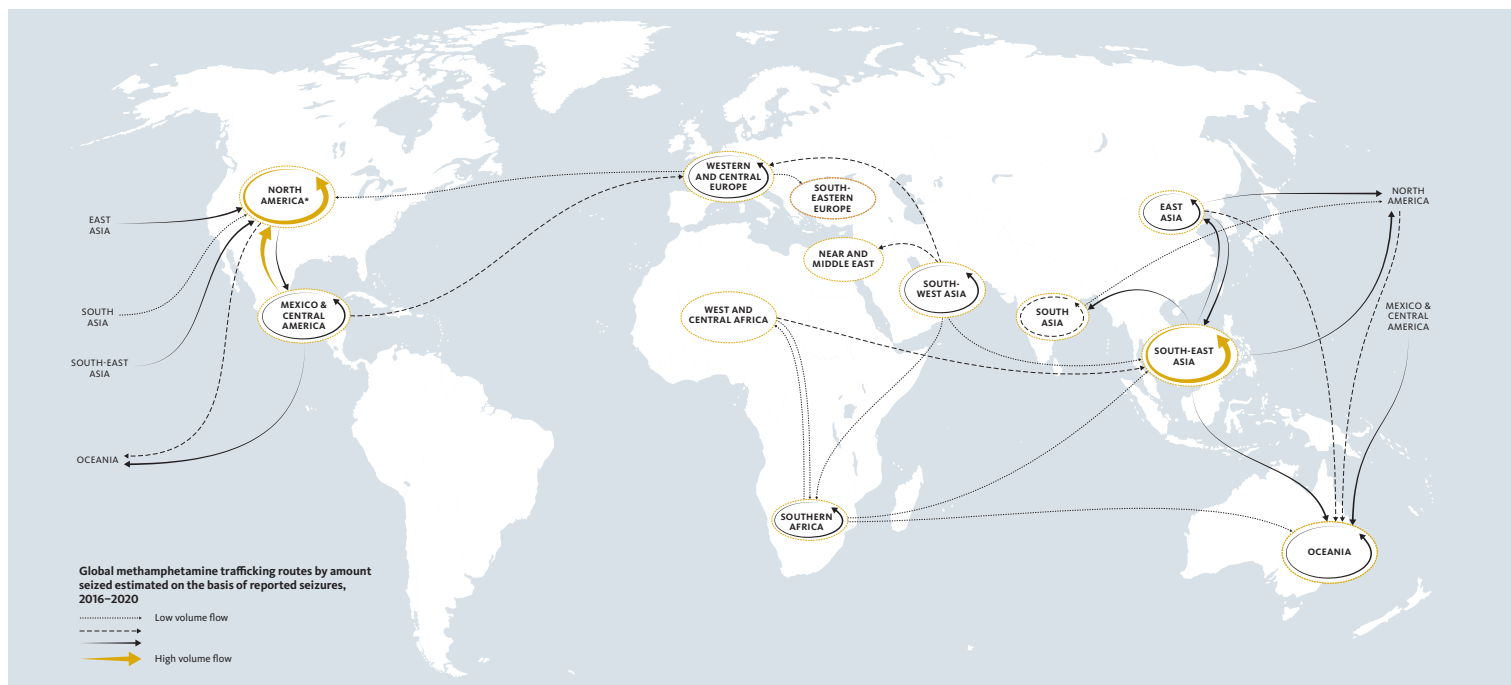 NORTH
AMERICA*
EAST
ASIA
SOUTH
ASIA
SOUTH-EAST
ASIA
OCEANIA
MEXICO &
CENTRAL
AMERICA
WESTERN
AND CENTRAL
EUROPE
SOUTH-
EASTERN
EUROPE
NEAR AND
MIDDLE EAST
SOUTH-
WEST ASIA
WEST AND
CENTRAL AFRICA
SOUTHERN
AFRICA
SOUTH
ASIA
EAST
ASIA
SOUTH-EAST
ASIA
NORTH
AMERICA
MEXICO &
CENTRAL
AMERICA
OCEANIA
Global methamphetamine trafficking routes by amount
seized estimated on the basis of reported seizures,
2016–2020
Low volume flow
High volume flow